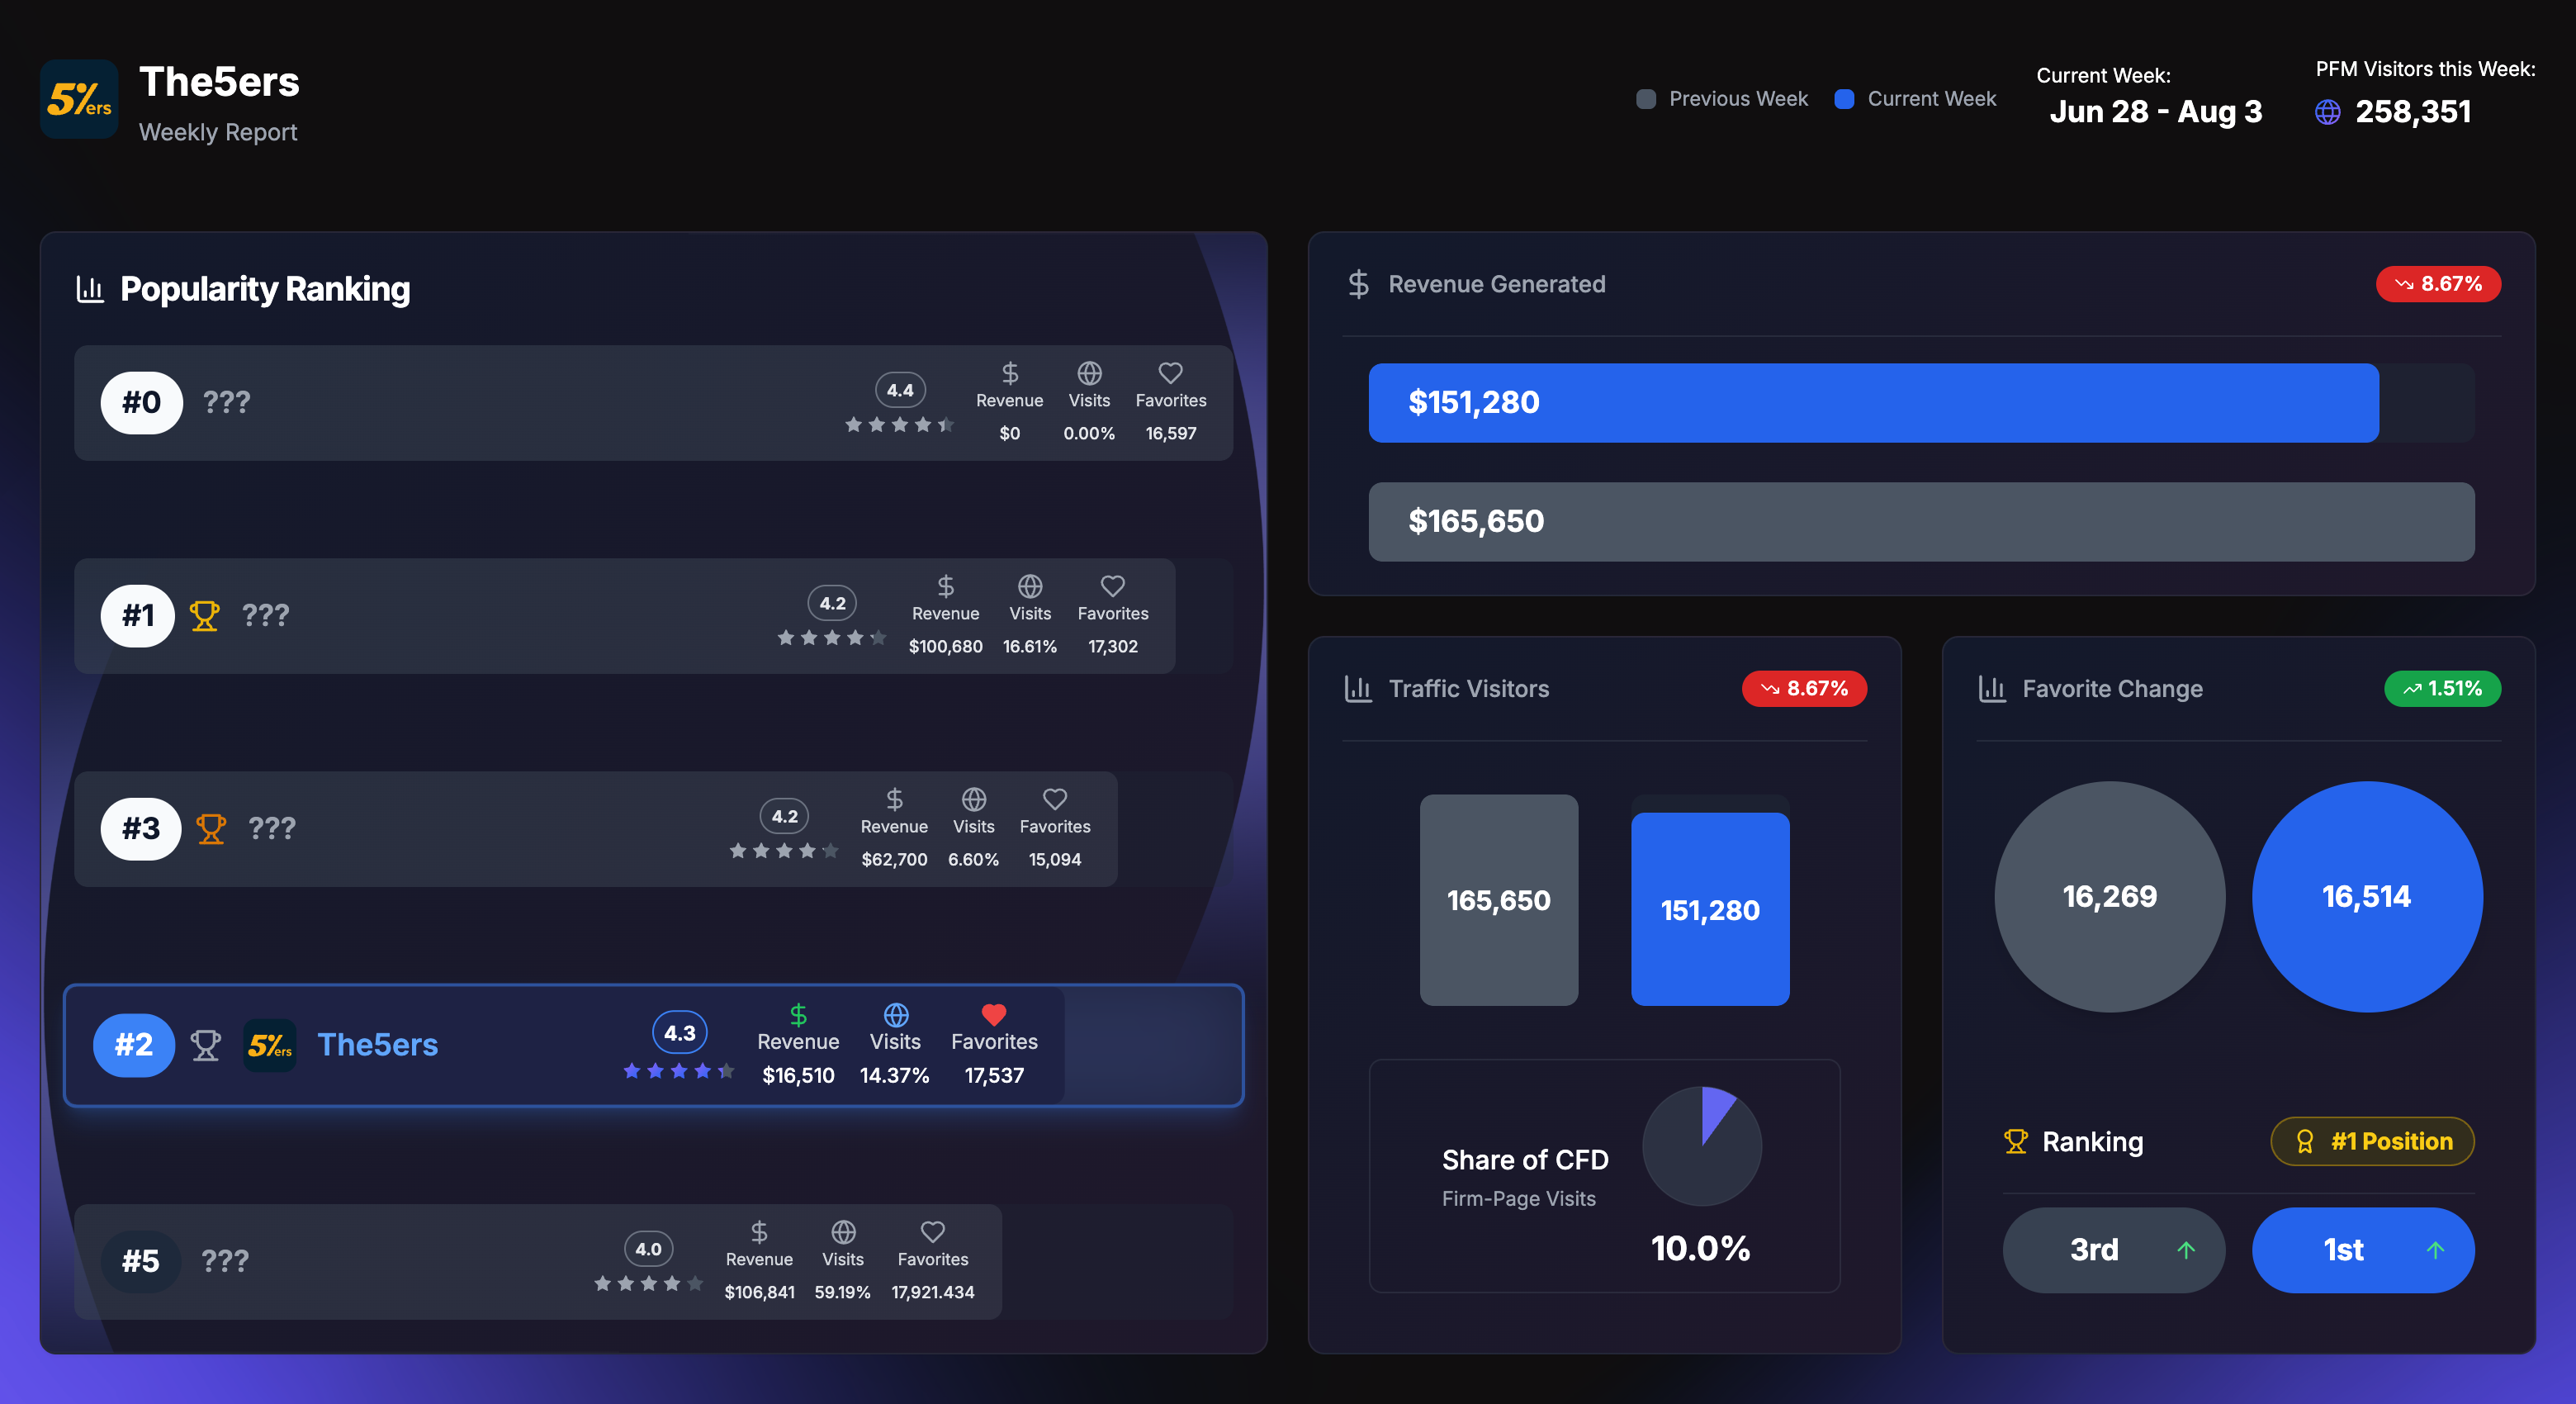 5%ers
The5ers
Weekly Report
Previous Week
Current Week
Current Week:
Jun 28 - Aug 3
PFM Visitors this Week:
258,351
Popularity Ranking
#0 ???
4.4
Revenue Visits Favorites
$0 0.00% 16,597
#1 ???
4.2
Revenue Visits Favorites
$100,680 16.61% 17,302
#3 ???
4.2
Revenue Visits Favorites
$62,700 6.60% 15,094
#2 5%ers The5ers
4.3
Revenue Visits Favorites
$16,510 14.37% 17,537
#5 ???
4.0
Revenue Visits Favorites
$106,841 59.19% 17,921.434
Revenue Generated
8.67%
$151,280
$165,650
Traffic Visitors
8.67%
165,650
151,280
Share of CFD
Firm-Page Visits
10.0%
Favorite Change
1.51%
16,269
16,514
Ranking
#1 Position
3rd
1st